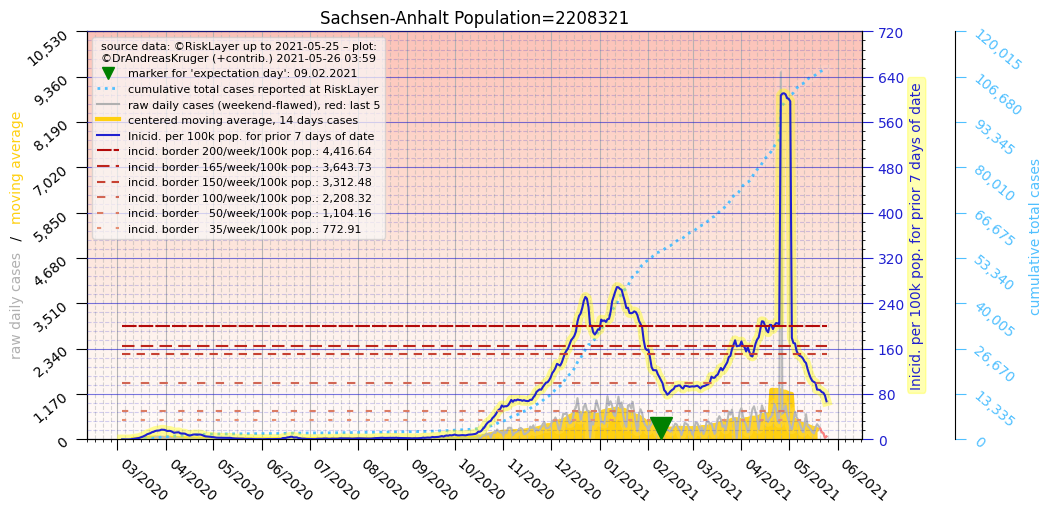 Sachsen-Anhalt Population=2208321
source data: ©RiskLayer up to 2021-05-25 – plot:
©DrAndreasKruger (+contrib.) 2021-05-26 03:59
marker for 'expectation day': 09.02.2021
cumulative total cases reported at RiskLayer
raw daily cases (weekend-flawed), red: last 5
centered moving average, 14 days cases
Inicid. per 100k pop. for prior 7 days of date
incid. border 200/week/100k pop.: 4,416.64
incid. border 165/week/100k pop.: 3,643.73
incid. border 150/week/100k pop.: 3,312.48
incid. border 100/week/100k pop.: 2,208.32
incid. border   50/week/100k pop.: 1,104.16
incid. border   35/week/100k pop.: 772.91
raw daily cases / moving average
10,530
9,360
8,190
7,020
5,850
4,680
3,510
2,340
1,170
0
720
640
560
480
400
320
240
160
80
0
Inicid. per 100k pop. for prior 7 days of date
120,015
106,680
93,345
80,010
66,675
53,340
40,005
26,670
13,335
0
cumulative total cases
03/2020
04/2020
05/2020
06/2020
07/2020
08/2020
09/2020
10/2020
11/2020
12/2020
01/2021
02/2021
03/2021
04/2021
05/2021
06/2021